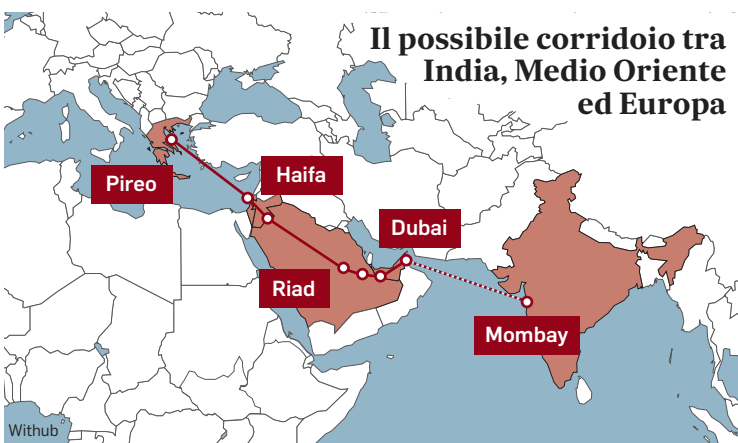 Il possibile corridoio tra
India, Medio Oriente
ed Europa
Pireo
Haifa
Dubai
Riad
Mombay
Withub